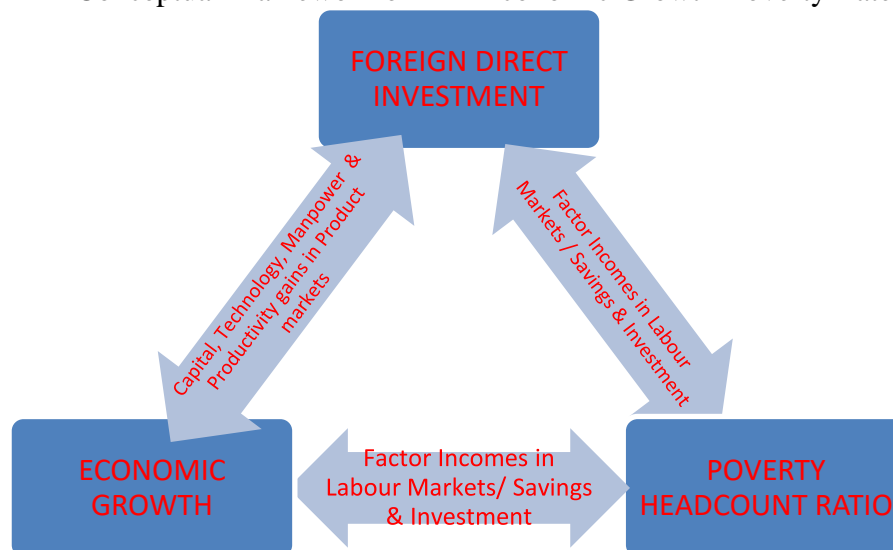 FOREIGN DIRECT
INVESTMENT
Capital, Technology, Manpower &
Productivity gains in Product
markets
Factor Incomes in Labour
Markets / Savings & Investment
ECONOMIC
GROWTH
Factor Incomes in
Labour Markets/ Savings
& Investment
POVERTY
HEADCOUNT RATIO